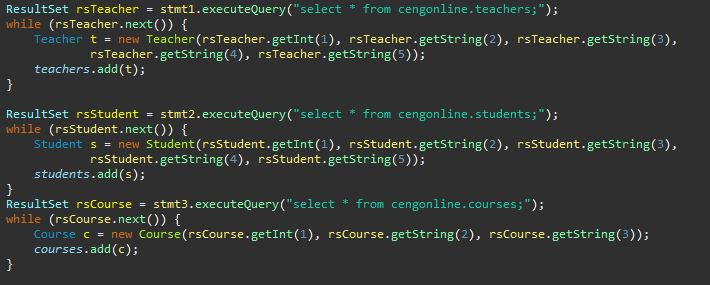 ResultSet rsTeacher = stmt1.executeQuery("select * from cengonline.teachers;");
while (rsTeacher.next()) {
    Teacher t = new Teacher(rsTeacher.getInt(1), rsTeacher.getString(2), rsTeacher.getString(3),
            rsTeacher.getString(4), rsTeacher.getString(5));
    teachers.add(t);
}

ResultSet rsStudent = stmt2.executeQuery("select * from cengonline.students;");
while (rsStudent.next()) {
    Student s = new Student(rsStudent.getInt(1), rsStudent.getString(2), rsStudent.getString(3),
            rsStudent.getString(4), rsStudent.getString(5));
    students.add(s);
}
ResultSet rsCourse = stmt3.executeQuery("select * from cengonline.courses;");
while (rsCourse.next()) {
    Course c = new Course(rsCourse.getInt(1), rsCourse.getString(2), rsCourse.getString(3));
    courses.add(c);
}